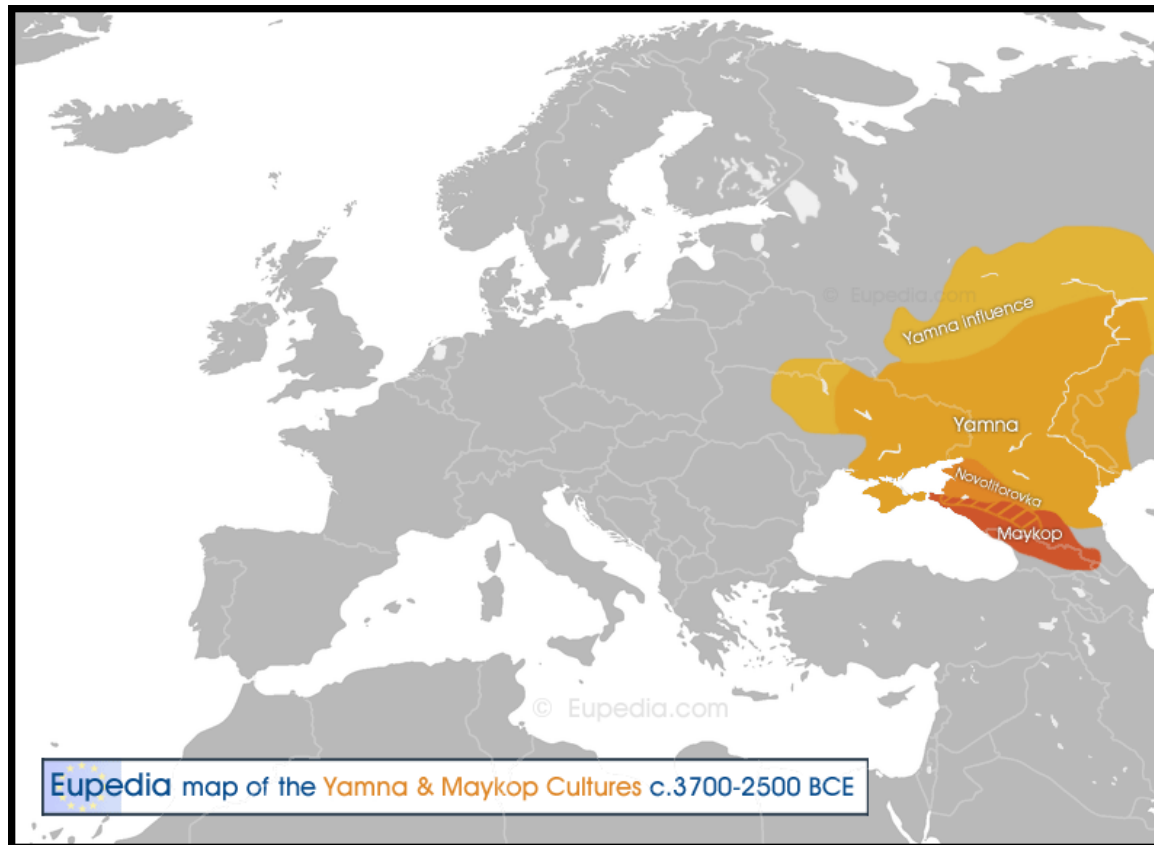 © Eupedia.com
Yamna influence
Yamna
Novotitorovka
Maykop
© Eupedia.com
Eupedia map of the Yamna & Maykop Cultures c.3700-2500 BCE